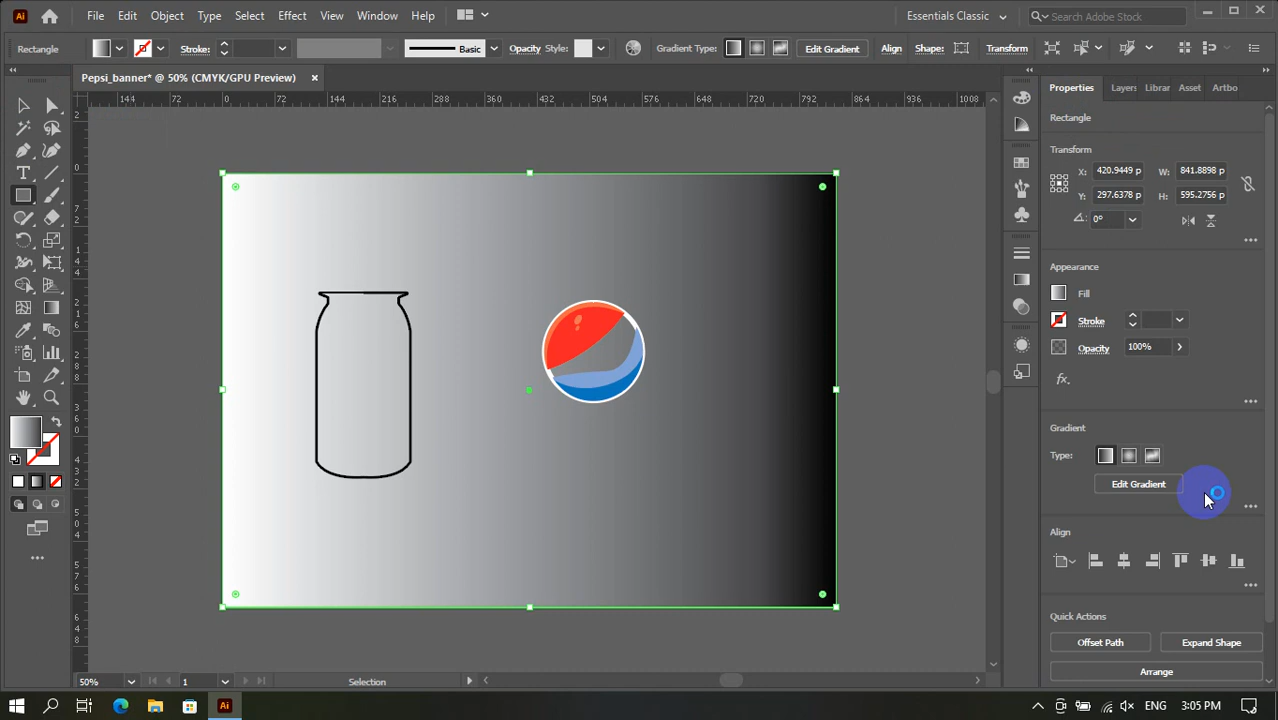 Ai File Edit Object Type Select Effect View Window Help Essentials Classic Search Adobe Stock
Rectangle Stroke: Basic Opacity Style: Gradient Type: Edit Gradient Align Shape: Transform
Pepsi_banner* @ 50% (CMYK/GPU Preview)
Properties Layers Librar Asset Artbo
144 72 0 72 144 216 288 360 432 504 576 648 720 792 864 936 1008
Rectangle
Transform
X: 420.9449 p W: 841.8898 p
Y: 297.6378 p H: 595.2756 p
0°
Appearance
Fill
Stroke
Opacity 100%
fx.
Gradient
Type:
Edit Gradient
Align
Quick Actions
Offset Path Expand Shape
Arrange
50% 1 Selection
Ai ENG 3:05 PM